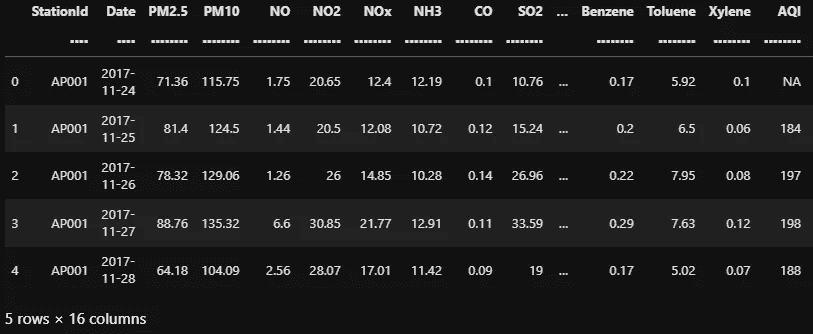 StationId Date PM2.5 PM10 NO NO2 NOx NH3 CO SO2 ... Benzene Toluene Xylene AQI
---- ---- -------- -------- -------- -------- -------- -------- -------- -------- -------- -------- -------- --------
0 AP001 2017-11-24 71.36 115.75 1.75 20.65 12.4 12.19 0.1 10.76 ... 0.17 5.92 0.1 NA
1 AP001 2017-11-25 81.4 124.5 1.44 20.5 12.08 10.72 0.12 15.24 ... 0.2 6.5 0.06 184
2 AP001 2017-11-26 78.32 129.06 1.26 26 14.85 10.28 0.14 26.96 ... 0.22 7.95 0.08 197
3 AP001 2017-11-27 88.76 135.32 6.6 30.85 21.77 12.91 0.11 33.59 ... 0.29 7.63 0.12 198
4 AP001 2017-11-28 64.18 104.09 2.56 28.07 17.01 11.42 0.09 19 ... 0.17 5.02 0.07 188
5 rows × 16 columns